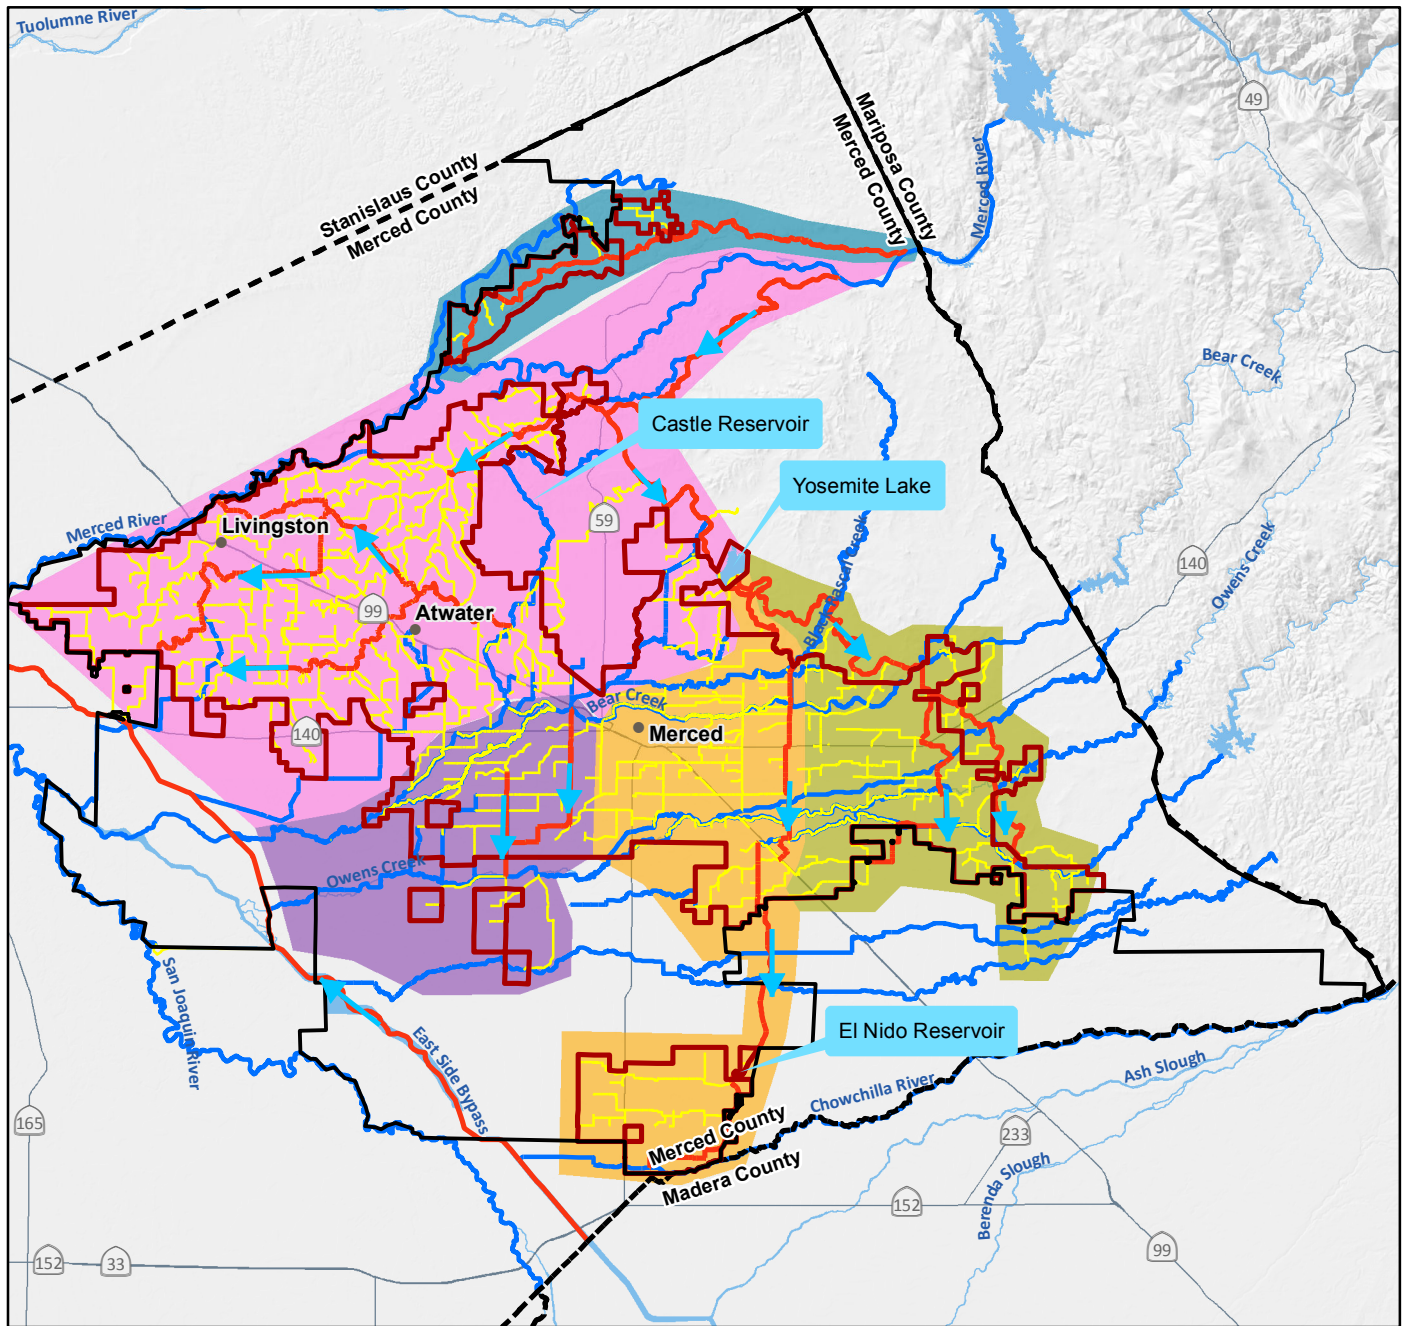 Tuolumne River
49
Mariposa County
Merced County
Merced River
Stanislaus County
Merced County
Bear Creek
Castle Reservoir
Yosemite Lake
Merced River
Livingston
59
Black Rascal Creek
140
Owens Creek
99
Atwater
Bear Creek
Merced
140
Owens Creek
San Joaquin River
East Side Bypass
El Nido Reservoir
Chowchilla River
Ash Slough
165
233
Merced County
Madera County
Berenda Slough
152
99
152
33